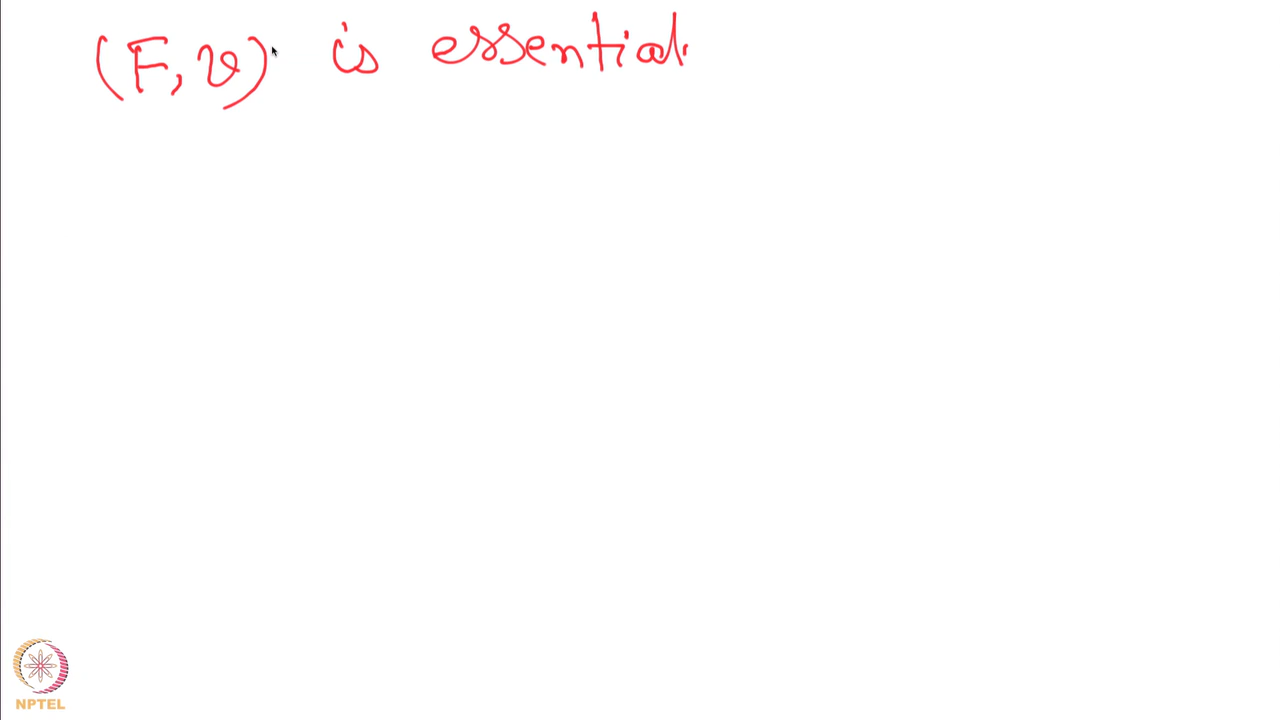 (F, v) is essential.
NPTEL